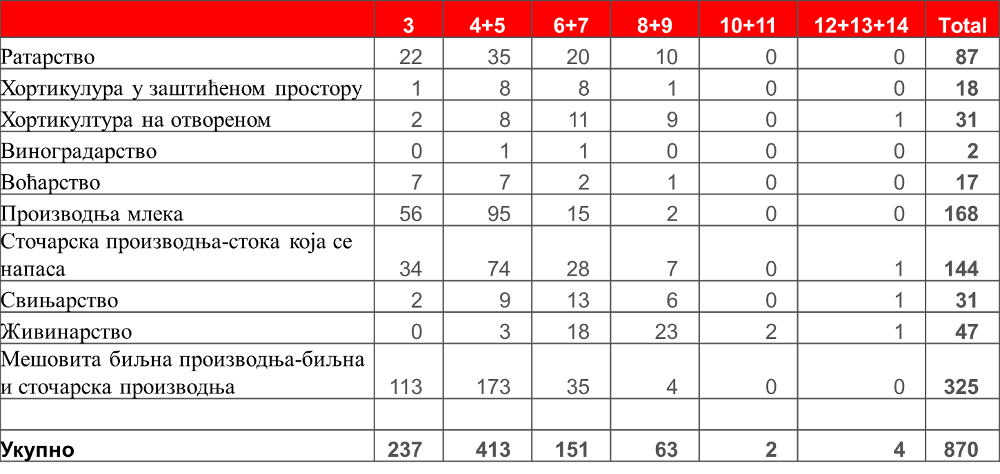 3 4+5 6+7 8+9 10+11 12+13+14 Total
Ратарство 22 35 20 10 0 0 87
Хортикулура у заштићеном простору 1 8 8 1 0 0 18
Хортикултура на отвореном 2 8 11 9 0 1 31
Виноградарство 0 1 1 0 0 0 2
Воћарство 7 7 2 1 0 0 17
Производња млека 56 95 15 2 0 0 168
Сточарска производња-стока која се
напаса 34 74 28 7 0 1 144
Свињарство 2 9 13 6 0 1 31
Живинарство 0 3 18 23 2 1 47
Мешовита биљна производња-биљна
и сточарска производња 113 173 35 4 0 0 325
Укупно 237 413 151 63 2 4 870